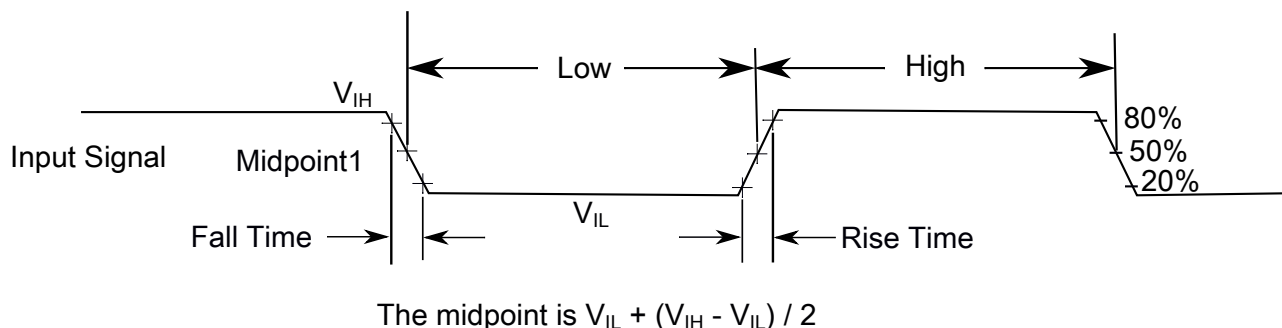 Low
High
V_IH
80%
Input Signal
Midpoint1
50%
20%
V_IL
Fall Time
Rise Time
The midpoint is V_IL + (V_IH - V_IL) / 2